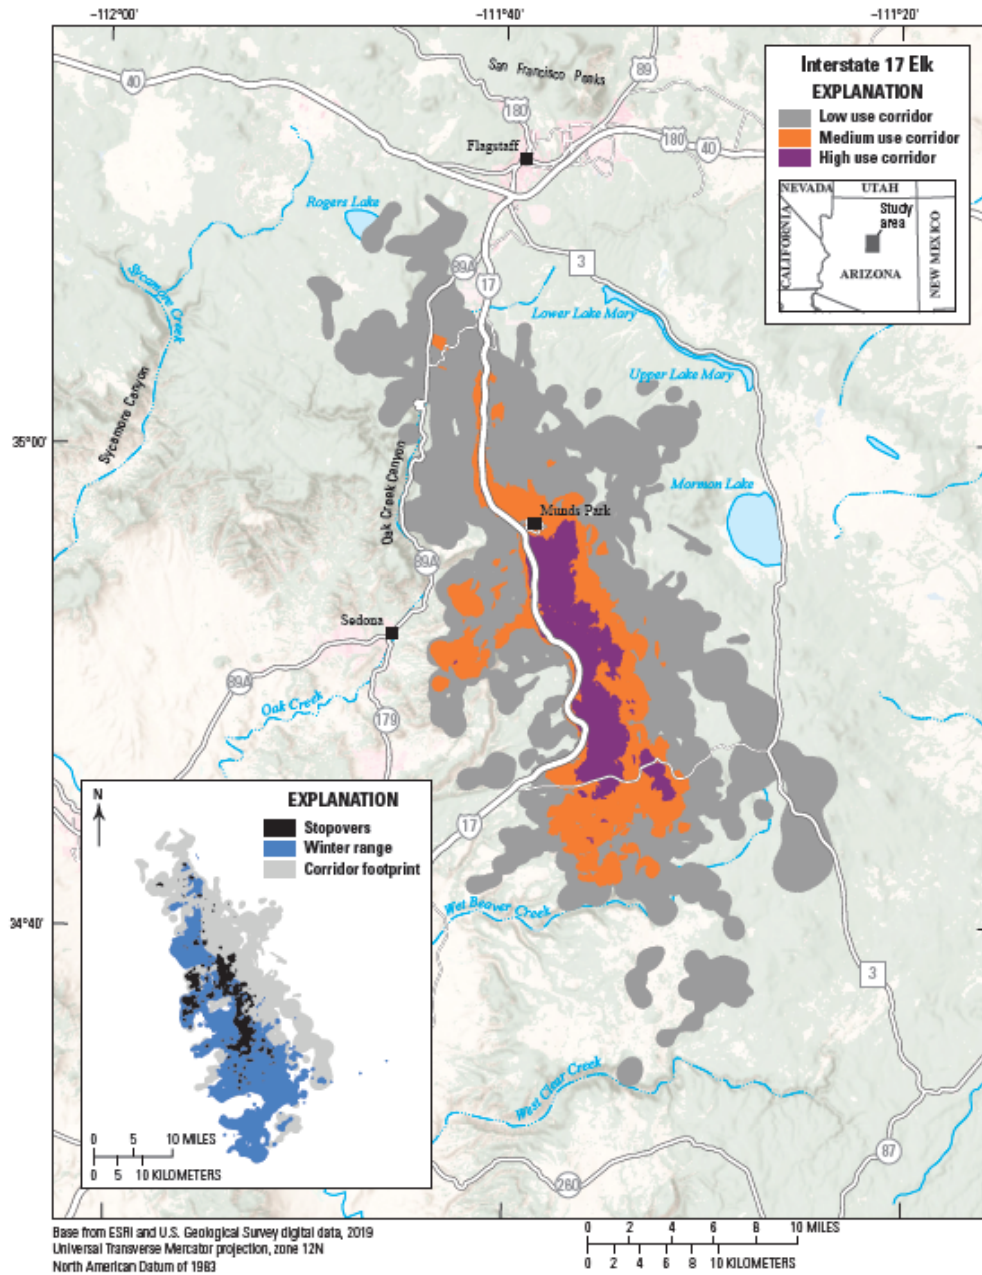 −112°00'
−111°40'
−111°20'
San Francisco Peaks
89
40
180
Interstate 17 Elk
EXPLANATION
Low use corridor
Medium use corridor
High use corridor
Flagstaff
180
40
NEVADA
UTAH
Study
area
CALIFORNIA
ARIZONA
NEW MEXICO
Rogers Lake
89A
17
3
Sycamore Creek
Lower Lake Mary
Upper Lake Mary
Sycamore Canyon
35°00'
Oak Creek Canyon
Mormon Lake
Munds Park
89A
Sedona
89A
Oak Creek
179
N
EXPLANATION
Stopovers
Winter range
Corridor footprint
17
Wet Beaver Creek
34°40'
3
West Clear Creek
0 5 10 MILES
0 5 10 KILOMETERS
87
260
Base from ESRI and U.S. Geological Survey digital data, 2019
Universal Transverse Mercator projection, zone 12N
North American Datum of 1983
0 2 4 6 8 10 MILES
0 2 4 6 8 10 KILOMETERS